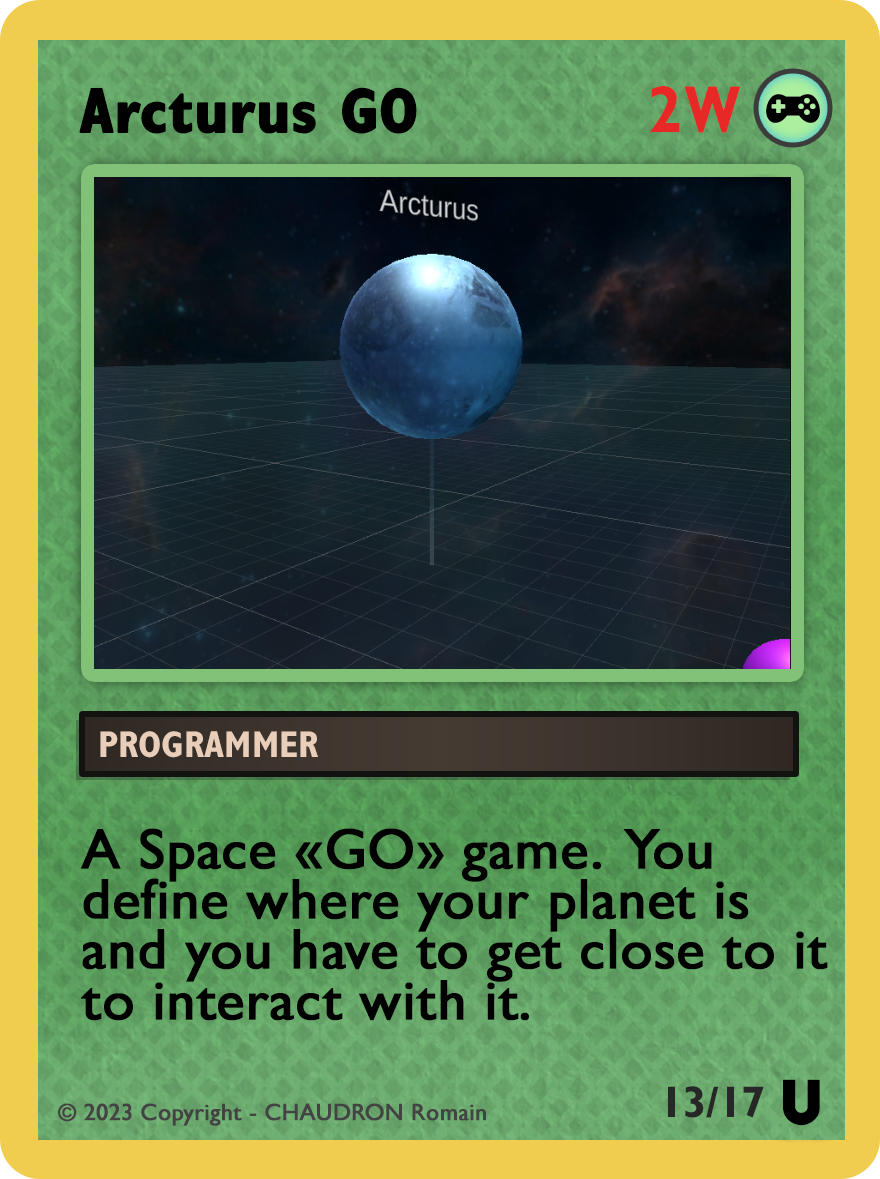 Arcturus GO
2W
Arcturus
PROGRAMMER
A Space «GO» game. You
define where your planet is
and you have to get close to it
to interact with it.
© 2023 Copyright - CHAUDRON Romain
13/17 U